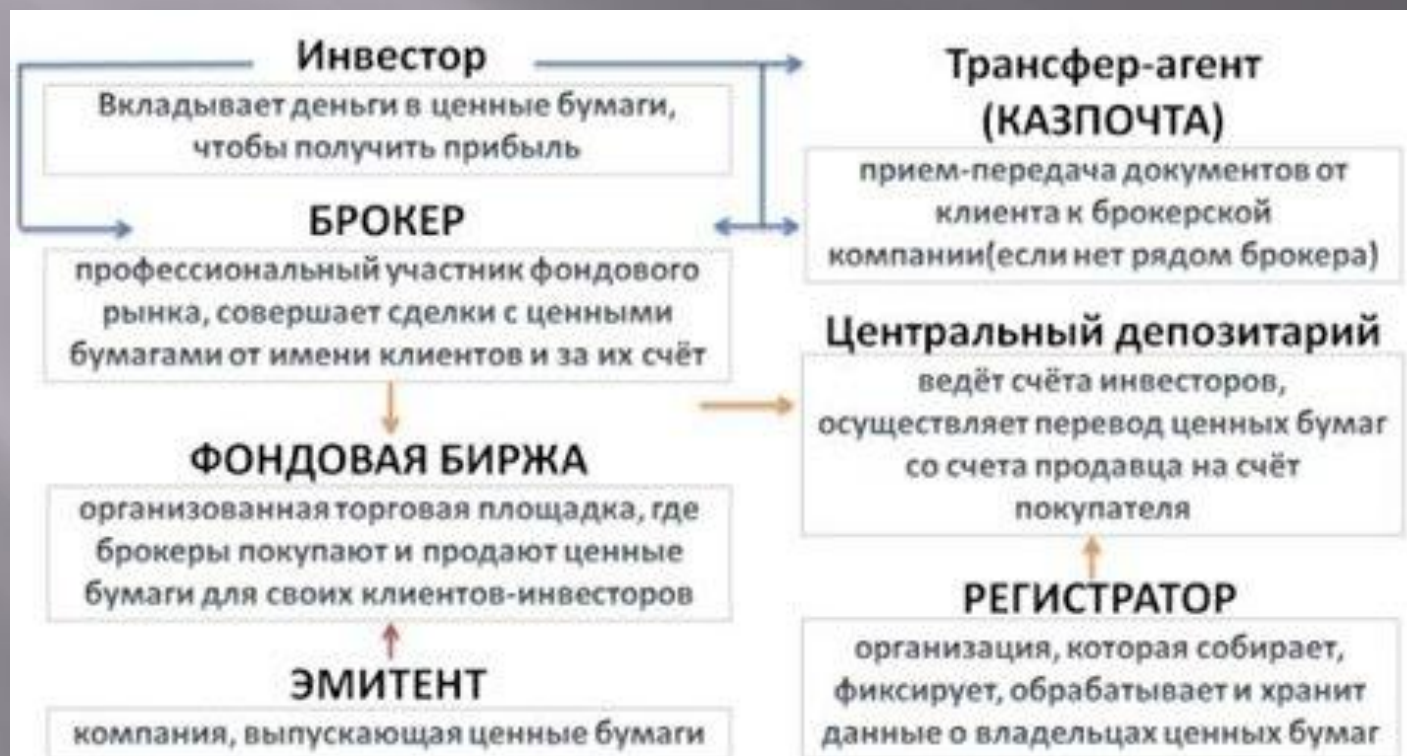 Инвестор
Вкладывает деньги в ценные бумаги,
чтобы получить прибыль
БРОКЕР
профессиональный участник фондового
рынка, совершает сделки с ценными
бумагами от имени клиентов и за их счёт
ФОНДОВАЯ БИРЖА
организованная торговая площадка, где
брокеры покупают и продают ценные
бумаги для своих клиентов-инвесторов
ЭМИТЕНТ
компания, выпускающая ценные бумаги
Трансфер-агент
(КАЗПОЧТА)
прием-передача документов от
клиента к брокерской
компании(если нет рядом брокера)
Центральный депозитарий
ведёт счёта инвесторов,
осуществляет перевод ценных бумаг
со счета продавца на счёт
покупателя
РЕГИСТРАТОР
организация, которая собирает,
фиксирует, обрабатывает и хранит
данные о владельцах ценных бумаг